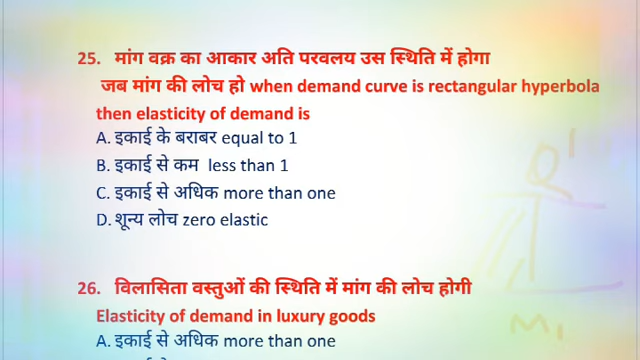 25. मांग वक्र का आकार अति परवलय उस स्थिति में होगा
जब मांग की लोच हो when demand curve is rectangular hyperbola
then elasticity of demand is
A. इकाई के बराबर equal to 1
B. इकाई से कम less than 1
C. इकाई से अधिक more than one
D. शून्य लोच zero elastic
26. विलासिता वस्तुओं की स्थिति में मांग की लोच होगी
Elasticity of demand in luxury goods
A. इकाई से अधिक more than one